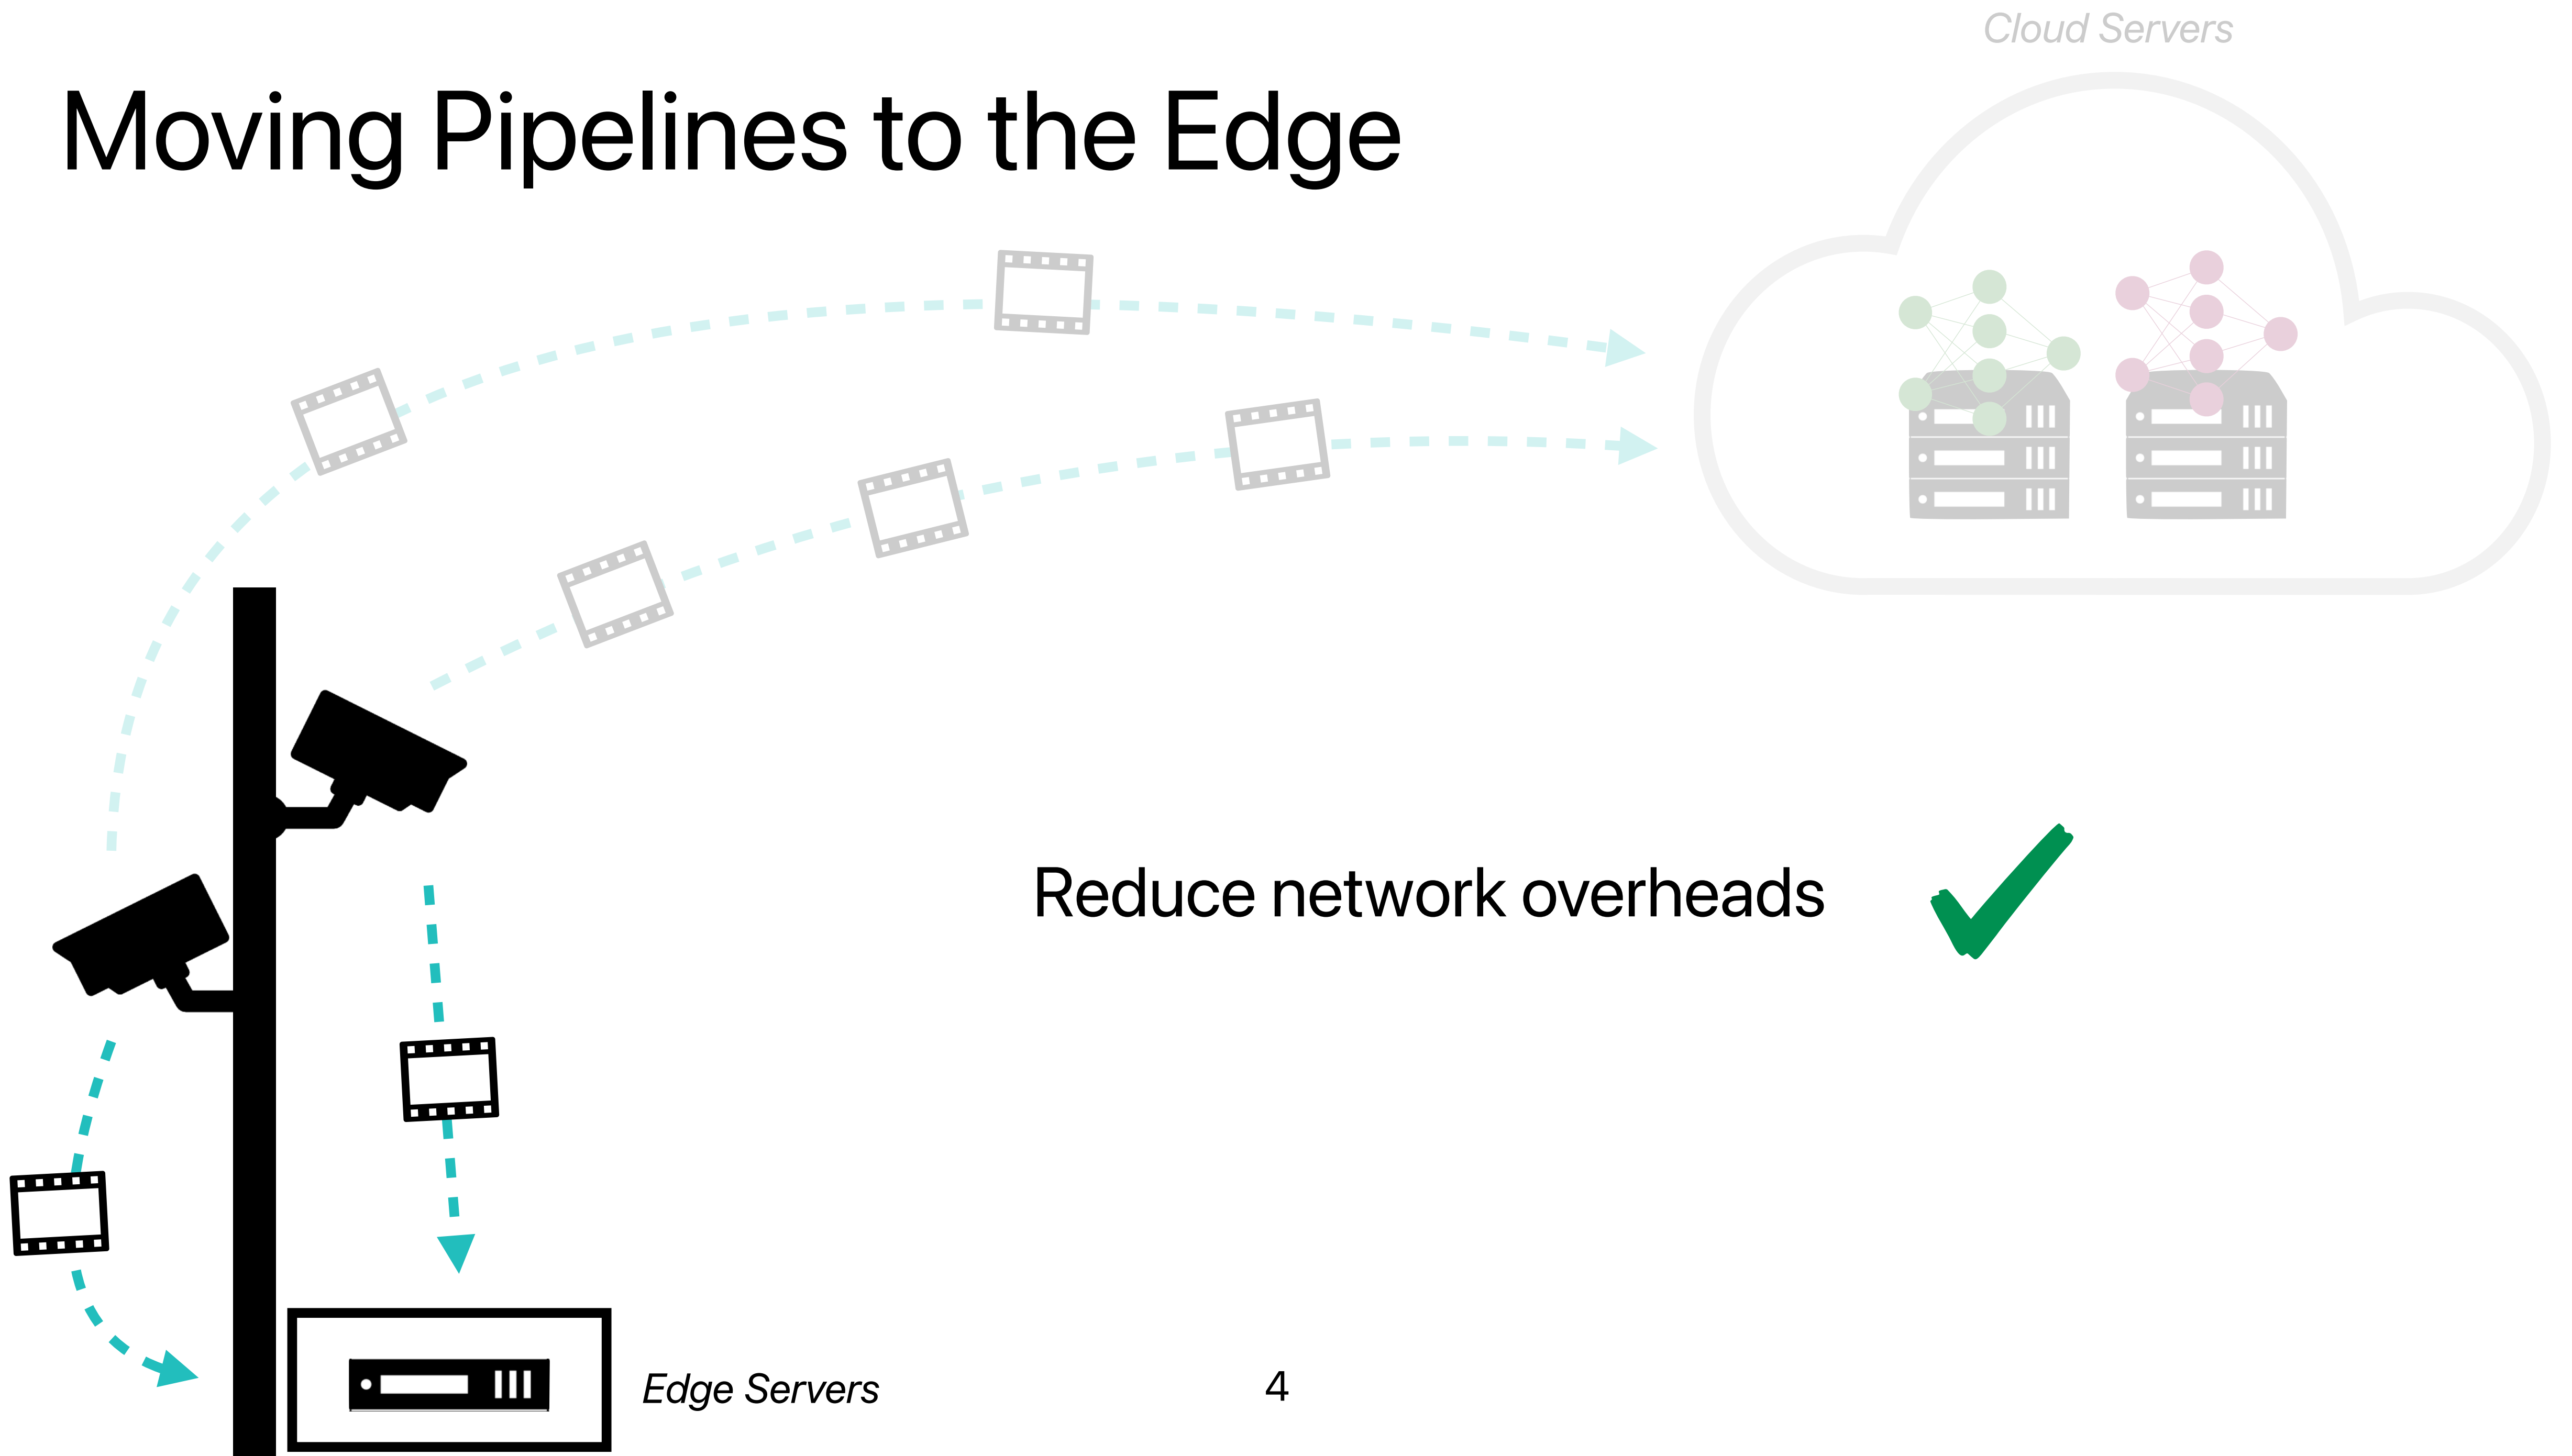 Cloud Servers
Moving Pipelines to the Edge
Reduce network overheads
Edge Servers
4